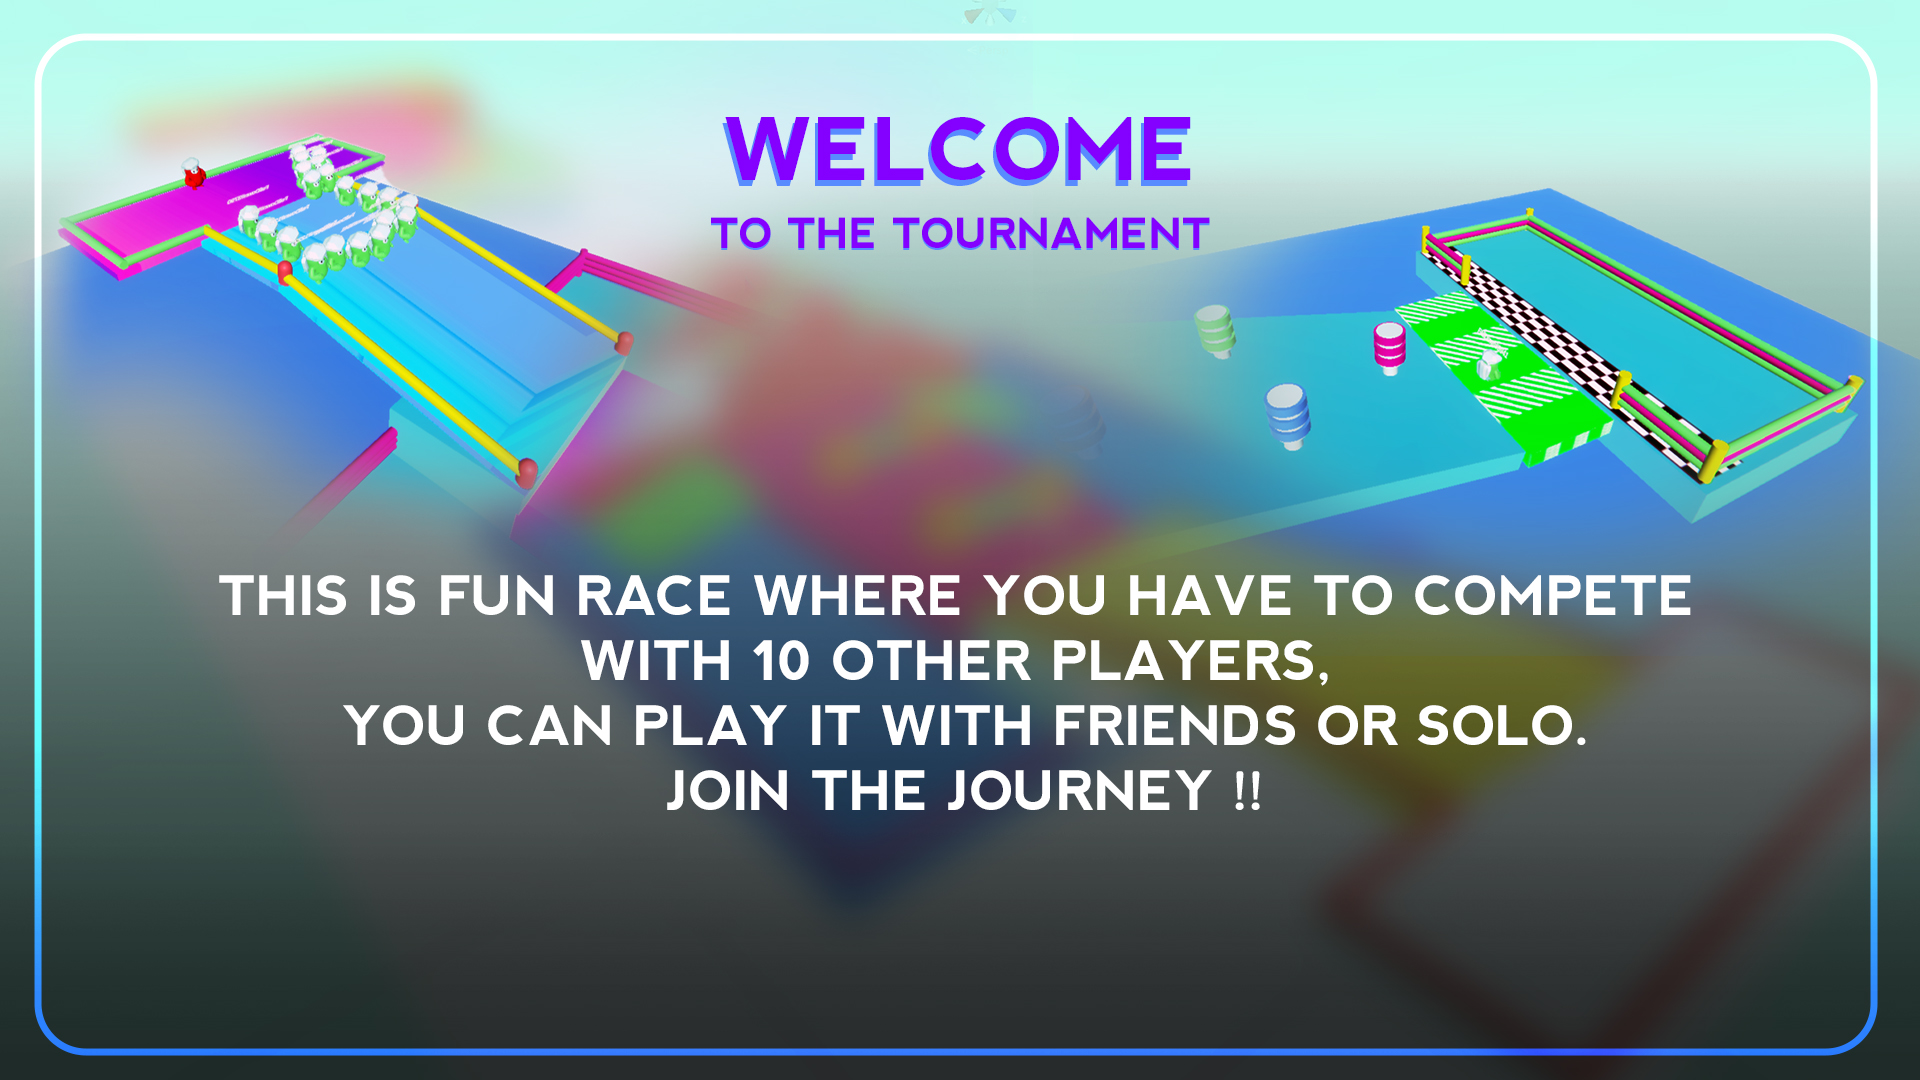 WELCOME
TO THE TOURNAMENT
THIS IS FUN RACE WHERE YOU HAVE TO COMPETE
WITH 10 OTHER PLAYERS,
YOU CAN PLAY IT WITH FRIENDS OR SOLO.
JOIN THE JOURNEY !!